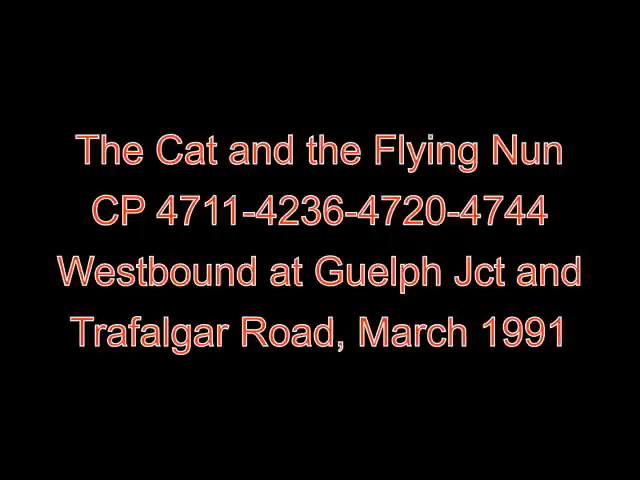 The Cat and the Flying Nun
CP 4711-4236-4720-4744
Westbound at Guelph Jct and
Trafalgar Road, March 1991